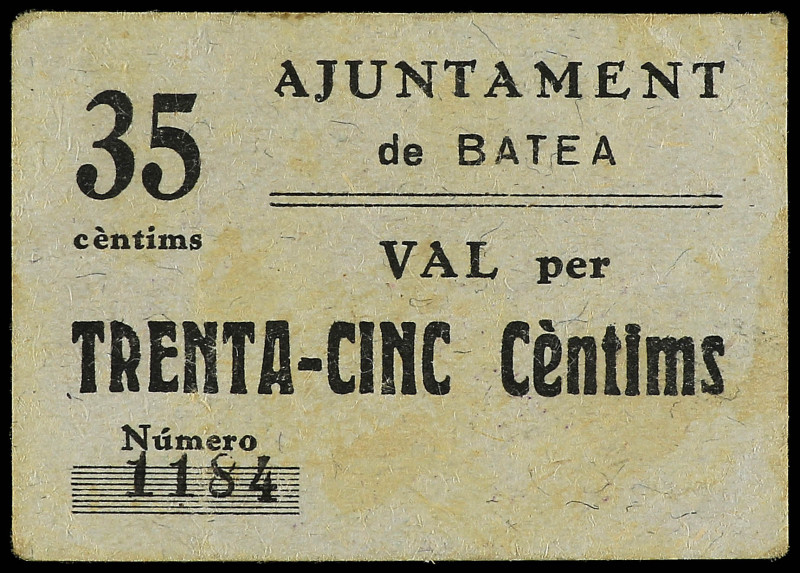 35
cèntims
AJUNTAMENT
de BATEA
VAL per
TRENTA-CINC Cèntims
Número
1184